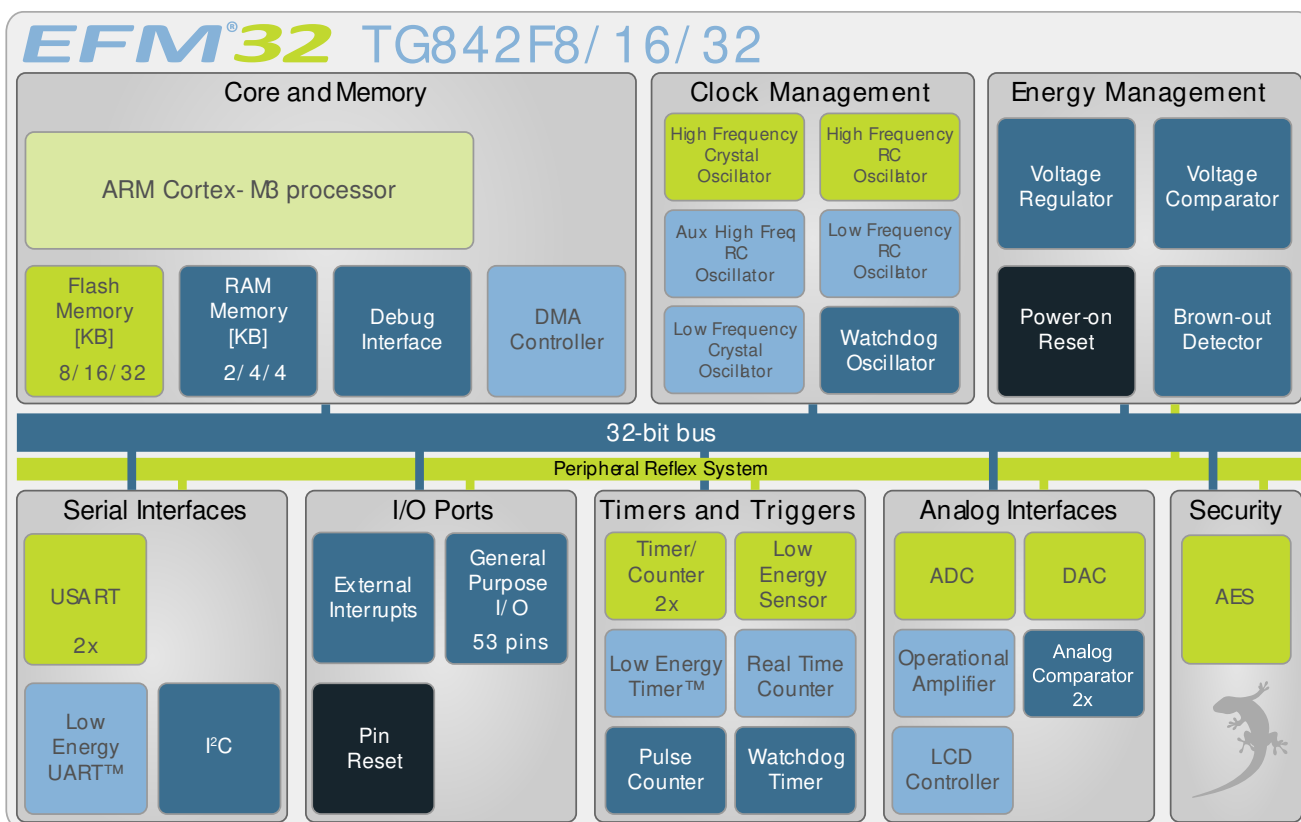 EFM®32 TG842F8/16/32
Core and Memory
ARM Cortex-M3 processor
Flash
Memory
[KB]
8/16/32
RAM
Memory
[KB]
2/4/4
Debug
Interface
DMA
Controller
Clock Management
High Frequency
Crystal
Oscillator
High Frequency
RC
Oscillator
Aux High Freq
RC
Oscillator
Low Frequency
RC
Oscillator
Low Frequency
Crystal
Oscillator
Watchdog
Oscillator
Energy Management
Voltage
Regulator
Voltage
Comparator
Power-on
Reset
Brown-out
Detector
32-bit bus
Peripheral Reflex System
Serial Interfaces
USART
2x
Low
Energy
UART™
I²C
I/O Ports
External
Interrupts
General
Purpose
I/O
53 pins
Pin
Reset
Timers and Triggers
Timer/
Counter
2x
Low
Energy
Sensor
Low Energy
Timer™
Real Time
Counter
Pulse
Counter
Watchdog
Timer
Analog Interfaces
ADC
DAC
Operational
Amplifier
Analog
Comparator
2x
LCD
Controller
Security
AES